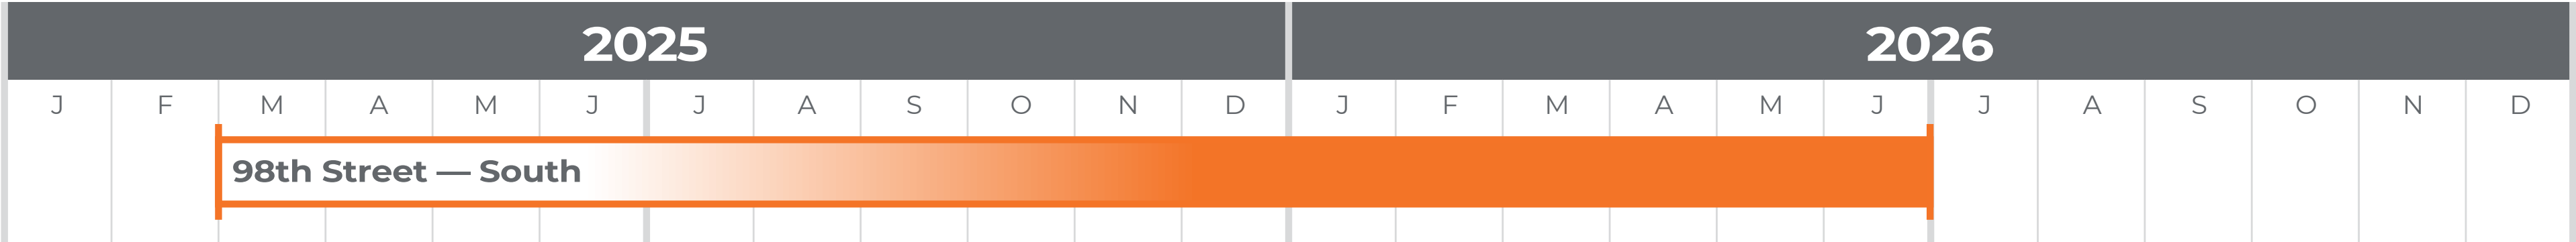 2025 2026
J F M A M J J A S O N D J F M A M J J A S O N D
98th Street — South